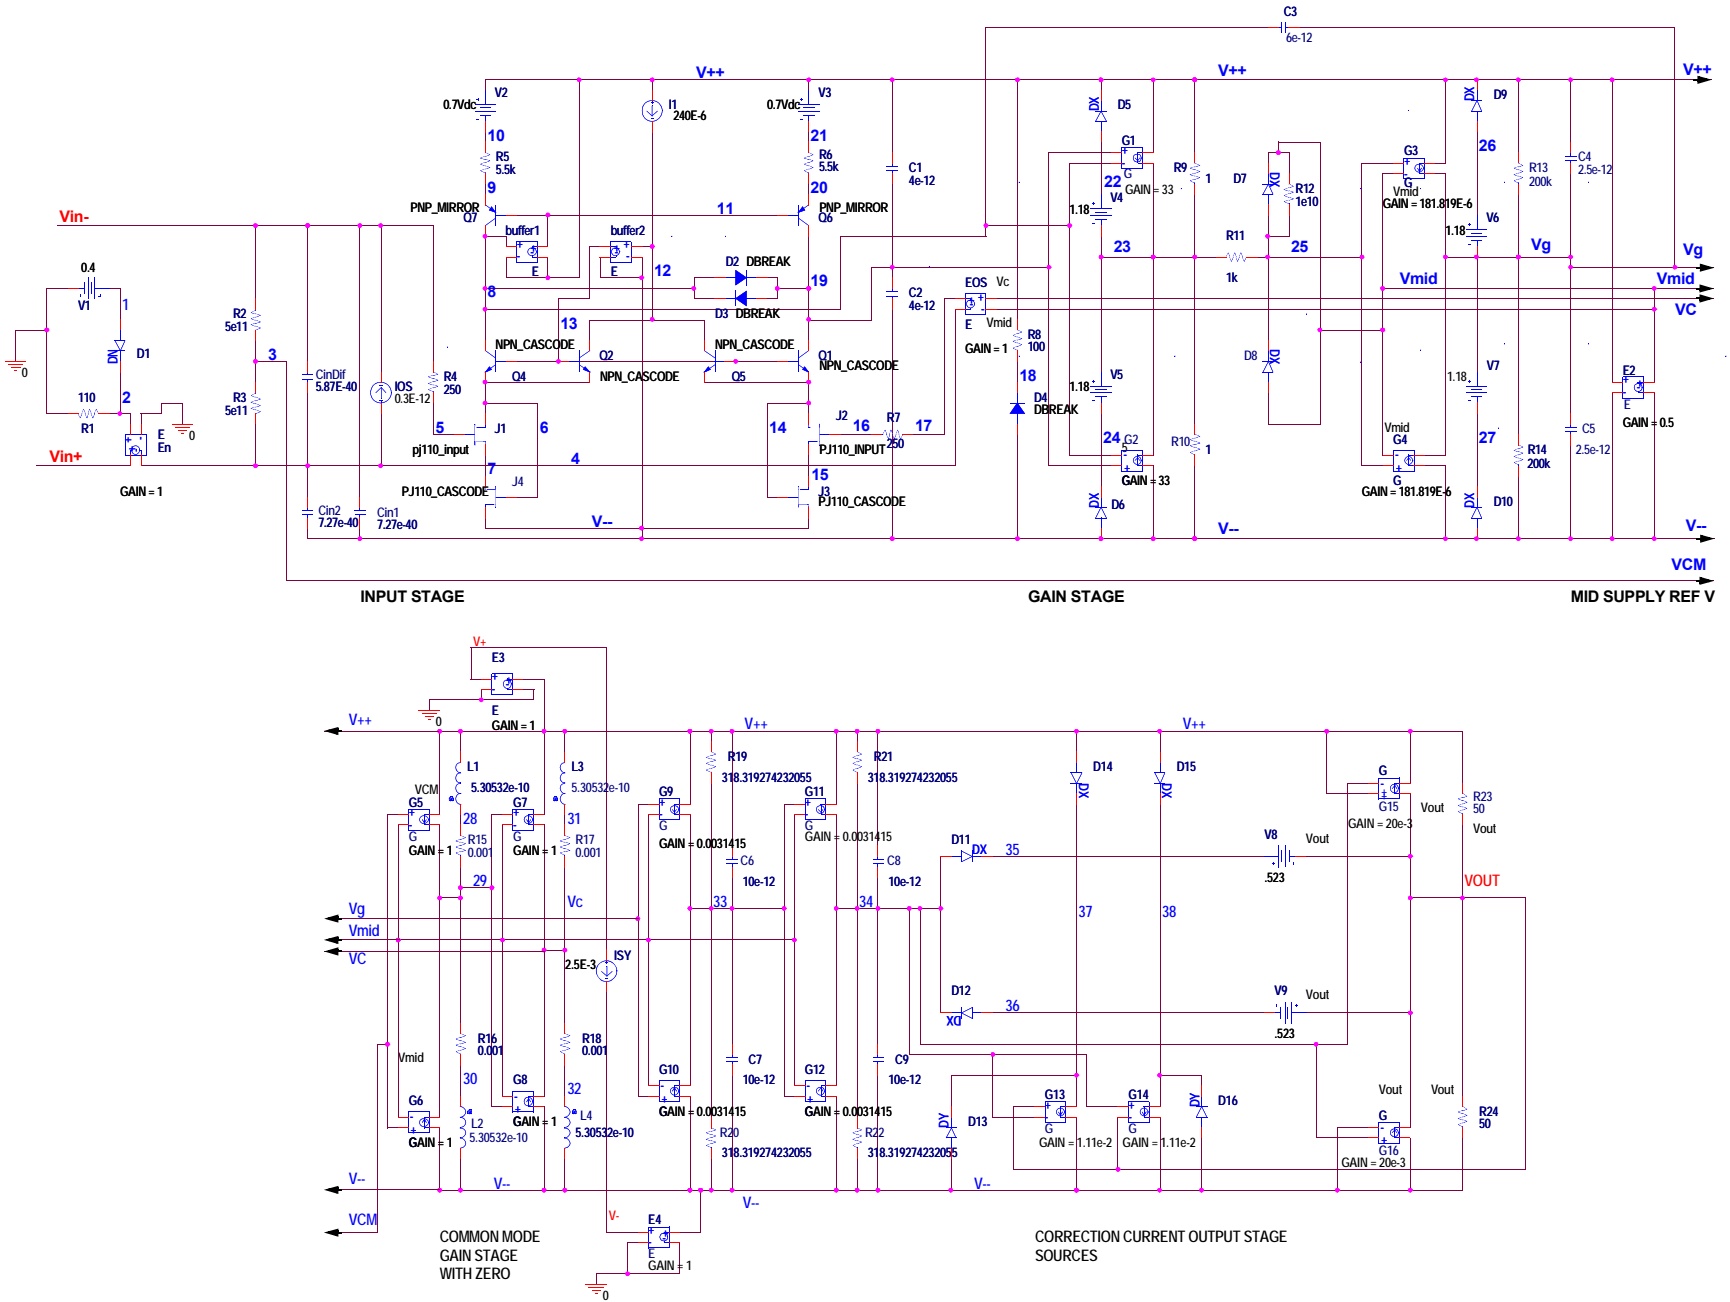 C3
6e-12
V++
V++
V++
V2
0.7Vdc
I1
240E-6
V3
0.7Vdc
DX
D5
DX
D9
10
21
R5
5.5k
R6
5.5k
G1
G
GAIN = 33
26
R13
200k
C4
2.5e-12
9
20
C1
4e-12
22
R9
1
D7
DX
R12
1e10
G3
G
Vmid
GAIN = 181.819E-6
PNP_MIRROR
Q7
11
PNP_MIRROR
Q6
V4
1.18
V6
1.18
Vin-
buffer1
E
buffer2
E
12
23
R11
1k
25
Vg
Vg
D2
DBREAK
19
EOS
Vc
Vmid
Vmid
0.4
V1
1
8
D3
DBREAK
C2
4e-12
E
Vmid
GAIN = 1
VC
R2
5e11
13
R8
100
DN
D1
3
NPN_CASCODE
Q2
NPN_CASCODE
Q1
NPN_CASCODE
D8
DX
0
CinDif
5.87E-40
IOS
0.3E-12
R4
250
Q4
NPN_CASCODE
Q5
18
V5
1.18
V7
1.18
E2
E
GAIN = 0.5
110
R1
2
R3
5e11
D4
DBREAK
0
E
En
5
J1
pj110_input
6
14
J2
PJ110_INPUT
16
R7
250
17
24
G2
5
R10
1
Vmid
G4
G
GAIN = 181.819E-6
27
C5
2.5e-12
R14
200k
Vin+
GAIN = 1
7
4
15
GAIN = 33
PJ110_CASCODE
J4
J3
PJ110_CASCODE
DX
D6
DX
D10
Cin2
7.27e-40
Cin1
7.27e-40
V--
V--
V--
VCM
INPUT STAGE
GAIN STAGE
MID SUPPLY REF V
V+
E3
E
GAIN = 1
0
V++
V++
V++
L1
5.30532e-10
L3
5.30532e-10
R19
318.319274232055
R21
318.319274232055
D14
DX
D15
DX
G
G15
GAIN = 20e-3
Vout
R23
50
Vout
VCM
G5
G
GAIN = 1
28
R15
0.001
G7
G
GAIN = 1
31
R17
0.001
G9
G
GAIN = 0.0031415
G11
G
GAIN = 0.0031415
C6
10e-12
C8
10e-12
D11
DX
35
V8
.523
Vout
29
VOUT
Vg
Vc
33
34
37
38
Vmid
VC
2.5E-3
ISY
D12
DX
36
V9
.523
Vout
R16
0.001
R18
0.001
Vmid
30
G6
GAIN = 1
L2
5.30532e-10
G8
GAIN = 1
32
L4
5.30532e-10
G10
GAIN = 0.0031415
C7
10e-12
G12
GAIN = 0.0031415
C9
10e-12
R20
318.319274232055
R22
318.319274232055
DY
D13
G13
G
GAIN = 1.11e-2
G14
G
GAIN = 1.11e-2
DY
D16
Vout
Vout
G
G16
GAIN = 20e-3
R24
50
V--
V--
V--
V--
VCM
V-
E4
E
GAIN = 1
0
COMMON MODE
GAIN STAGE
WITH ZERO
CORRECTION CURRENT OUTPUT STAGE
SOURCES